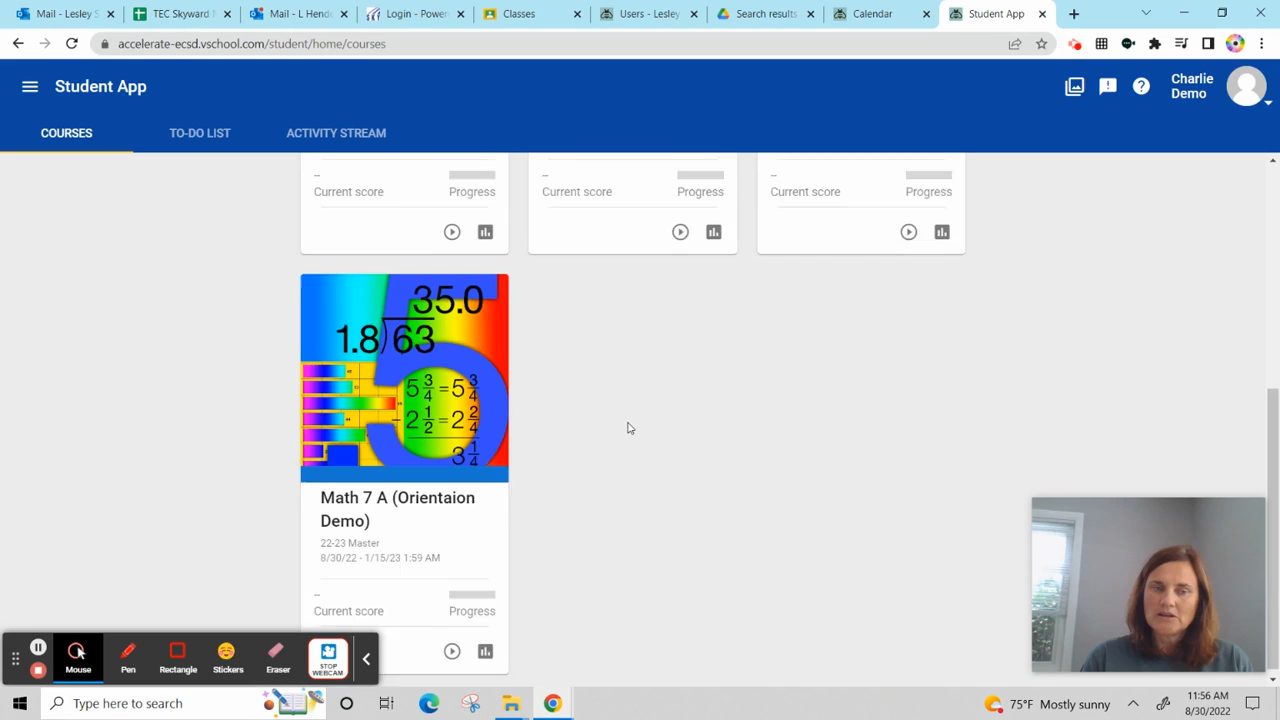 Mail - Lesley S
TEC Skyward M
Mail - L Hende
Login - Power
Classes
Users - Lesley
Search results
Calendar
Student App
accelerate-ecsd.vschool.com/student/home/courses
Student App
Charlie
Demo
COURSES
TO-DO LIST
ACTIVITY STREAM
-- -- --
Current score Progress Current score Progress Current score Progress
35.0
1.8)63
5 3/4 = 5 3/4
- 2 1/2 = 2 2/4
3 1/4
Math 7 A (Orientaion
Demo)
22-23 Master
8/30/22 - 1/15/23 1:59 AM
--
Current score Progress
Mouse
Pen
Rectangle
Stickers
Eraser
STOP
WEBCAM
Type here to search
75°F Mostly sunny
11:56 AM
8/30/2022